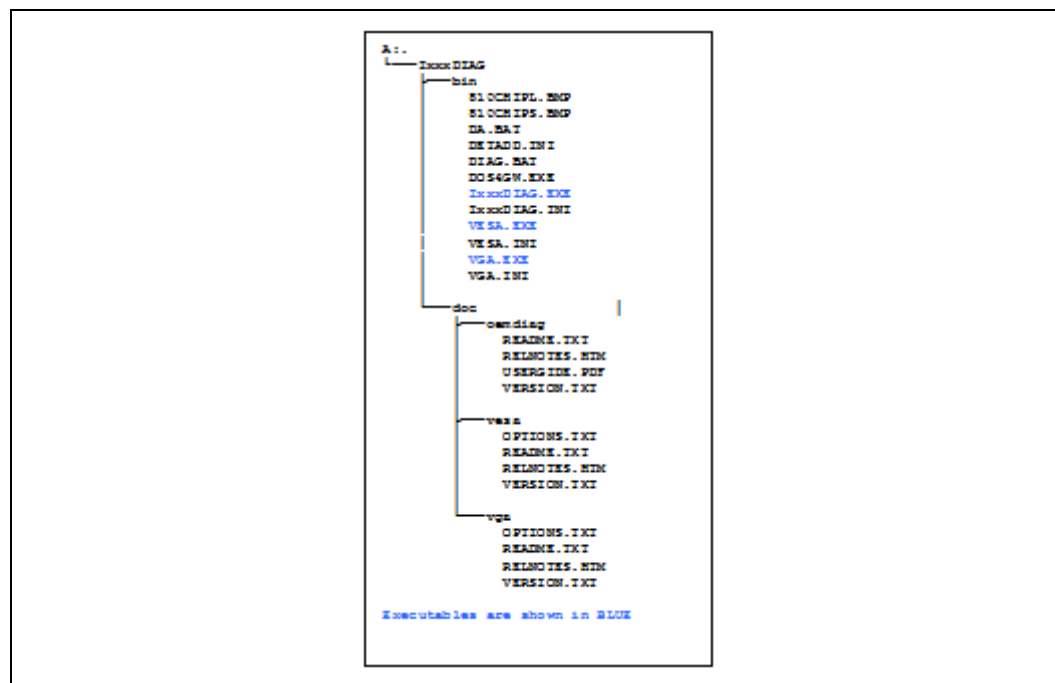 A:.
IxxxDIAG
bin
810CHIPL.BMP
810CHIPS.BMP
DA.BAT
DETADD.INI
DIAG.BAT
DOS4GW.EXE
IxxxDIAG.EXE
IxxxDIAG.INI
VESA.EXE
VESA.INI
VGA.EXE
VGA.INI
doc
oemdiag
README.TXT
RELNOTES.HTM
USERGIDE.PDF
VERSION.TXT
vesa
OPTIONS.TXT
README.TXT
RELNOTES.HTM
VERSION.TXT
vga
OPTIONS.TXT
README.TXT
RELNOTES.HTM
VERSION.TXT
Executables are shown in BLUE